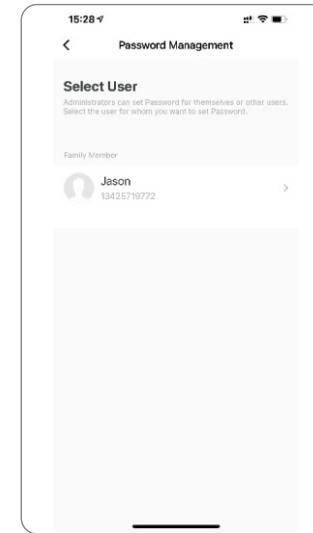 15:28
Password Management
Select User
Administrators can set Password for themselves or other users.
Select the user for whom you want to set Password.
Family Member
Jason
13425719772